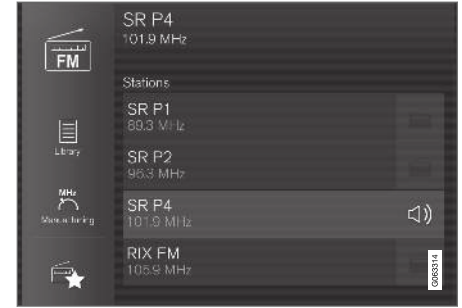 SR P4
101.9 MHz
FM
Stations
SR P1
89.3 MHz
Library
SR P2
96.3 MHz
MHz
Manual tuning
SR P4
101.9 MHz
RIX FM
105.9 MHz
G063314